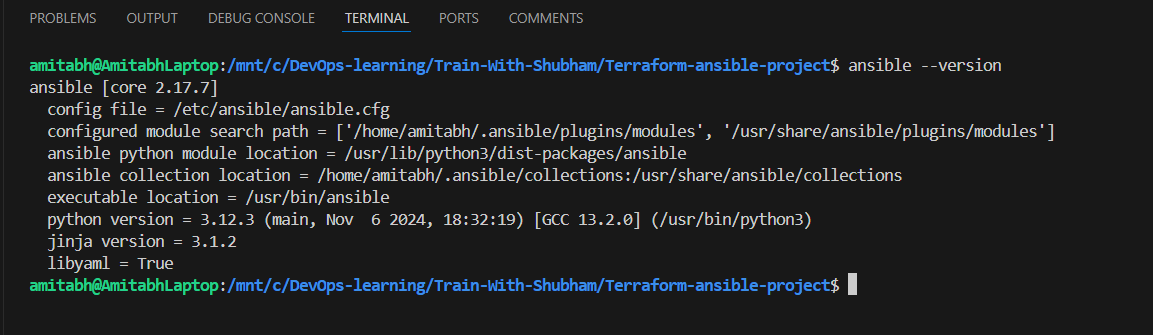 PROBLEMS OUTPUT DEBUG CONSOLE TERMINAL PORTS COMMENTS
amitabh@AmitabhLaptop:/mnt/c/DevOps-learning/Train-With-Shubham/Terraform-ansible-project$ ansible --version
ansible [core 2.17.7]
  config file = /etc/ansible/ansible.cfg
  configured module search path = ['/home/amitabh/.ansible/plugins/modules', '/usr/share/ansible/plugins/modules']
  ansible python module location = /usr/lib/python3/dist-packages/ansible
  ansible collection location = /home/amitabh/.ansible/collections:/usr/share/ansible/collections
  executable location = /usr/bin/ansible
  python version = 3.12.3 (main, Nov  6 2024, 18:32:19) [GCC 13.2.0] (/usr/bin/python3)
  jinja version = 3.1.2
  libyaml = True
amitabh@AmitabhLaptop:/mnt/c/DevOps-learning/Train-With-Shubham/Terraform-ansible-project$